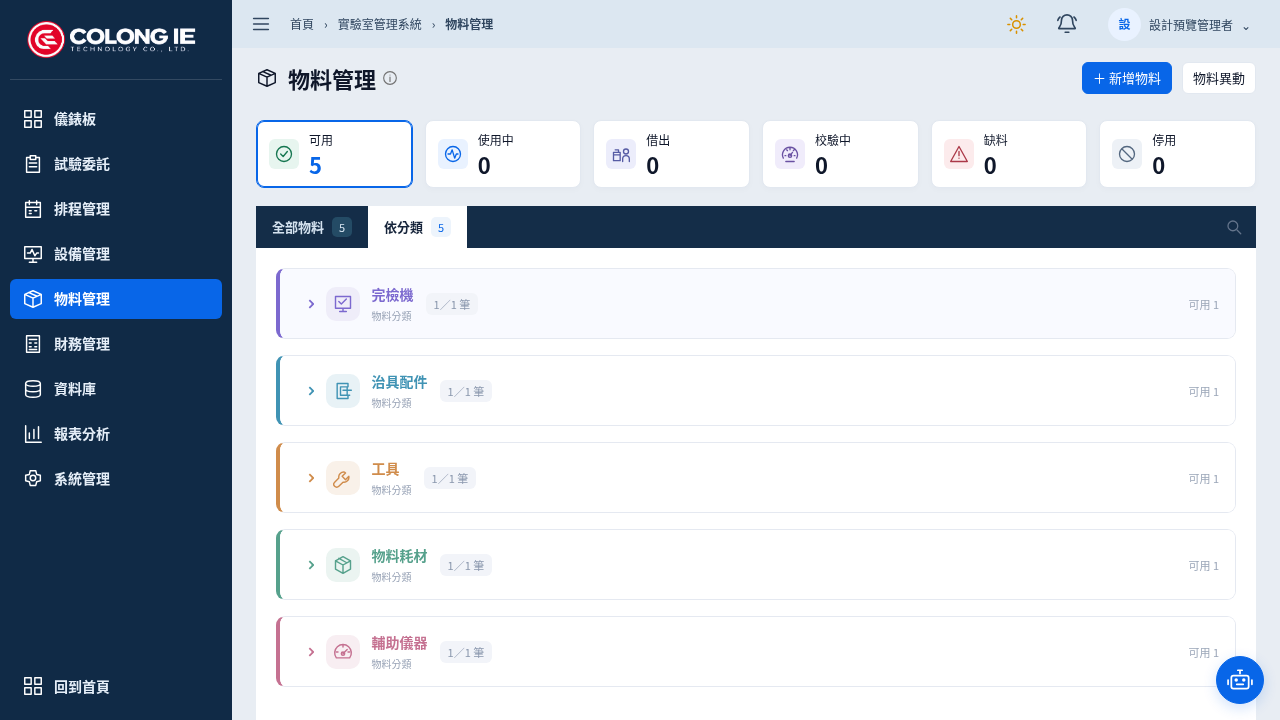 COLONG IE
TECHNOLOGY CO., LTD.
儀錶板
試驗委託
排程管理
設備管理
物料管理
財務管理
資料庫
報表分析
系統管理
回到首頁
首頁 › 實驗室管理系統 › 物料管理
設 設計預覽管理者
物料管理
新增物料
物料異動
可用
5
使用中
0
借出
0
校驗中
0
缺料
0
停用
0
全部物料 5
依分類 5
完檢機
物料分類
1／1 筆
可用 1
治具配件
物料分類
1／1 筆
可用 1
工具
物料分類
1／1 筆
可用 1
物料耗材
物料分類
1／1 筆
可用 1
輔助儀器
物料分類
1／1 筆
可用 1